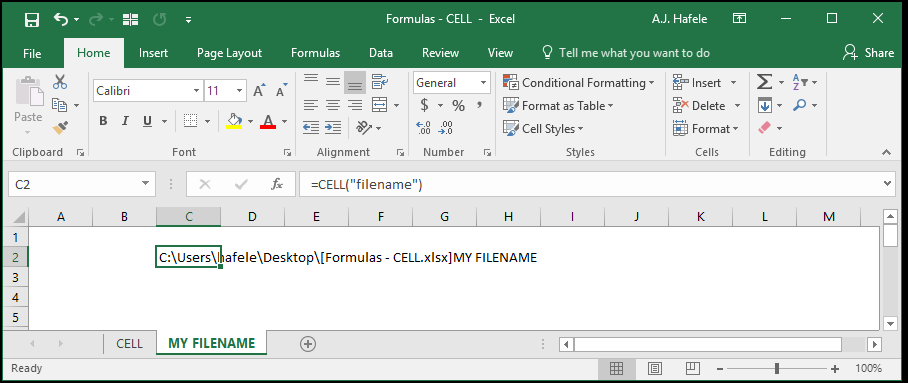 Formulas - CELL - Excel
A.J. Hafele
File Home Insert Page Layout Formulas Data Review View Tell me what you want to do Share
Paste
Calibri 11 A A
B I U A
General
$ % ,
.0 .00
.00 .0
Conditional Formatting
Format as Table
Cell Styles
Insert
Delete
Format
Σ A Z
Clipboard Font Alignment Number Styles Cells Editing
C2 fx =CELL("filename")
A B C D E F G H I J K L M
1
2 C:\Users\hafele\Desktop\[Formulas - CELL.xlsx]MY FILENAME
3
4
5
CELL MY FILENAME
Ready 100%